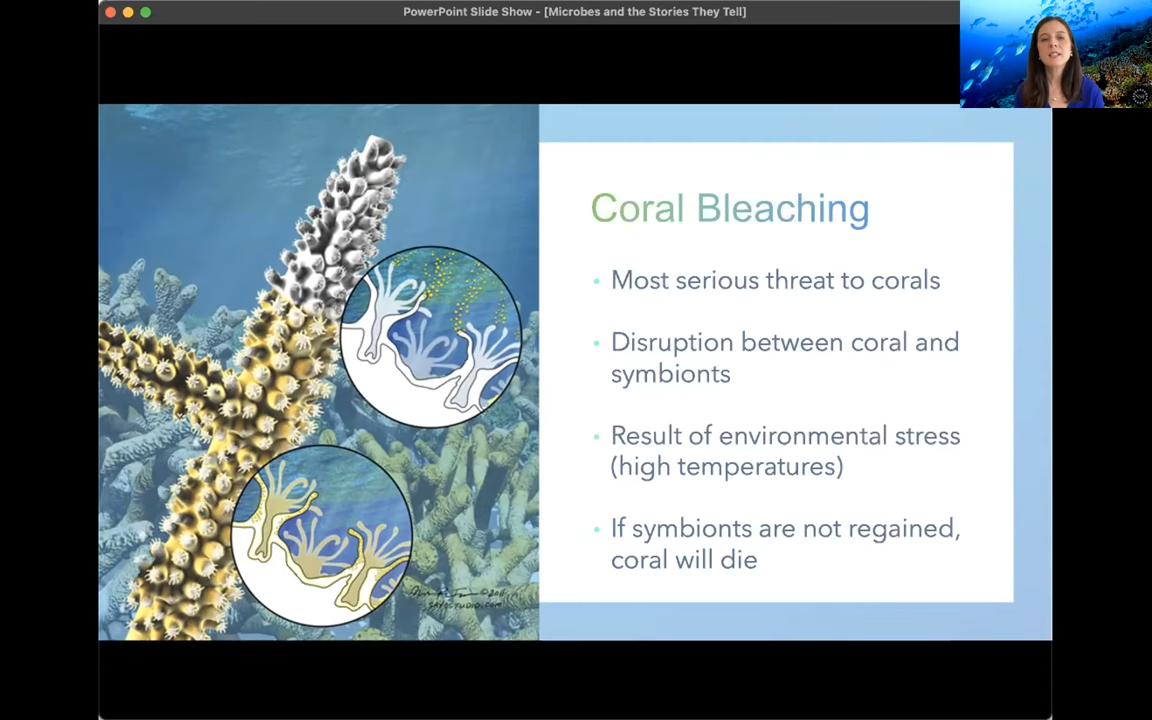 PowerPoint Slide Show - [Microbes and the Stories They Tell]
Coral Bleaching
• Most serious threat to corals
• Disruption between coral and
symbionts
• Result of environmental stress
(high temperatures)
• If symbionts are not regained,
coral will die